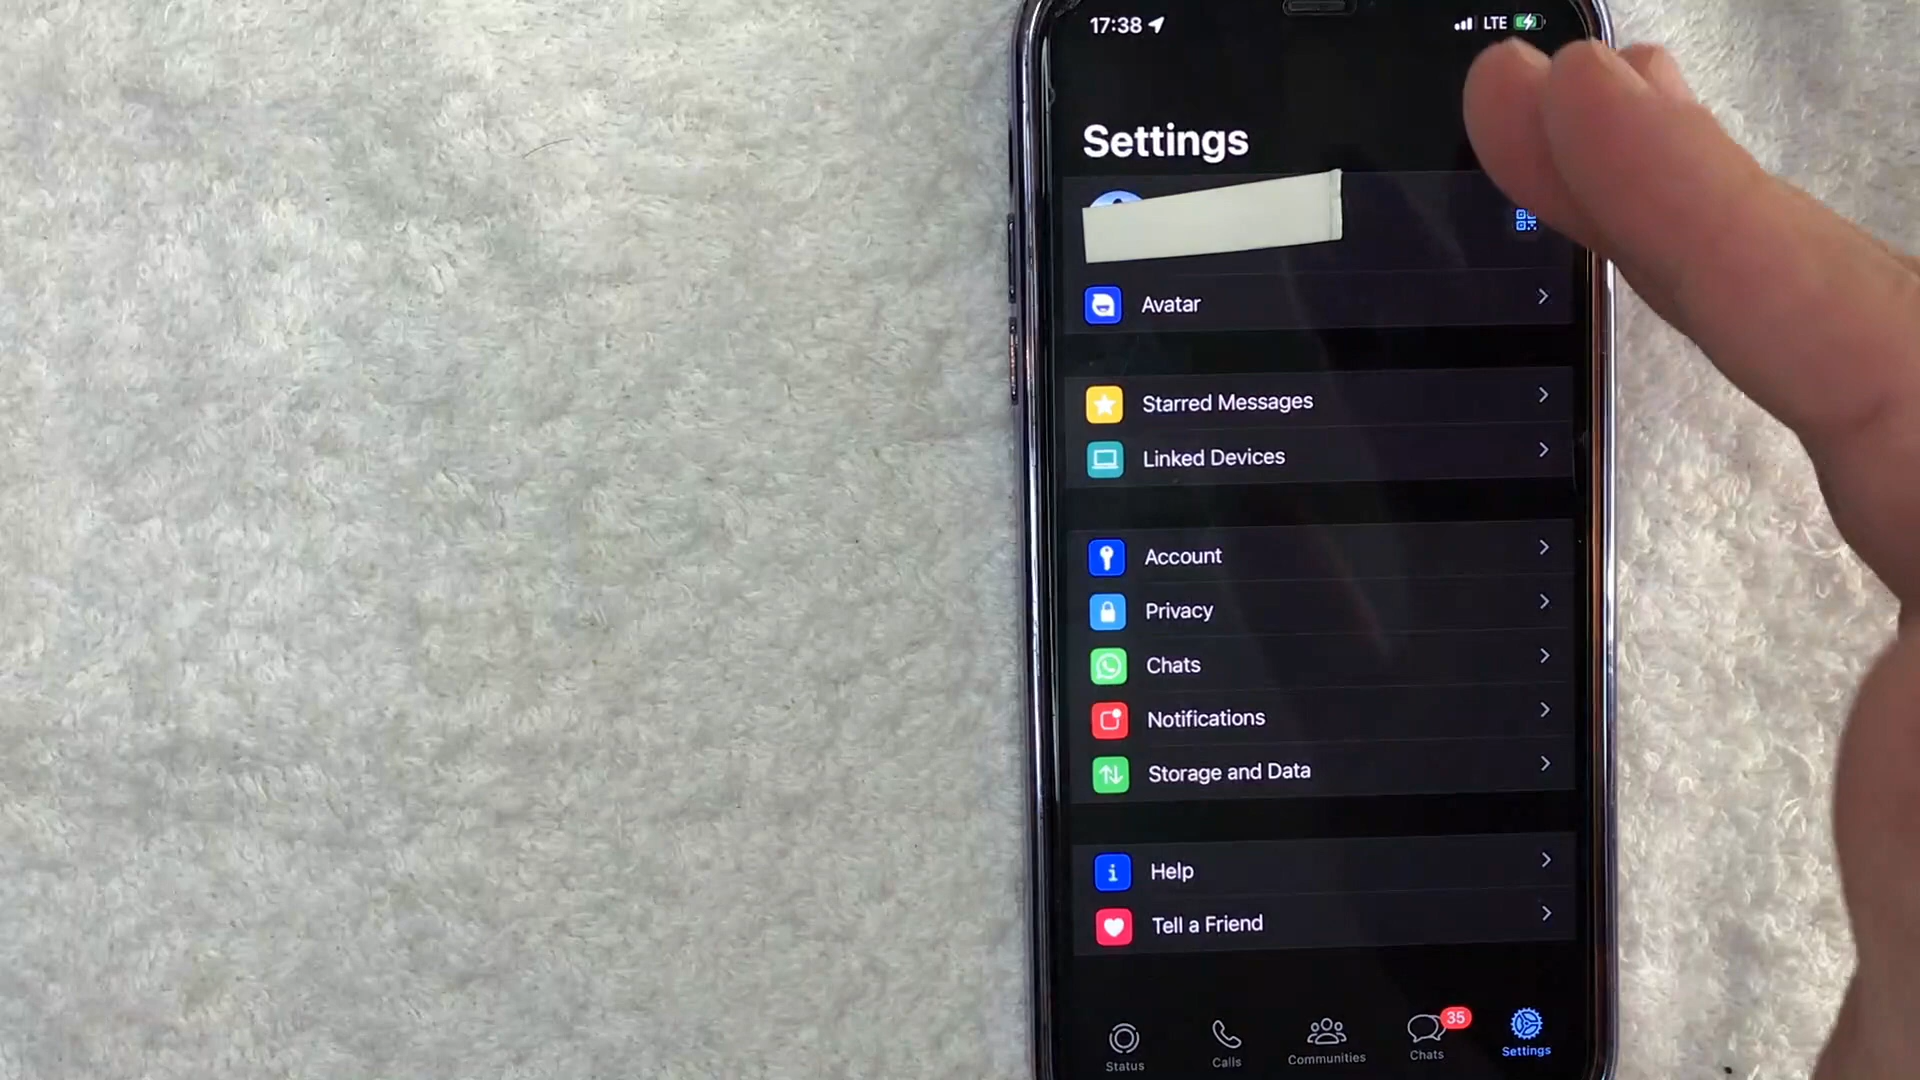 17:38
LTE
Settings
Avatar
Starred Messages
Linked Devices
Account
Privacy
Chats
Notifications
Storage and Data
Help
Tell a Friend
35
Status
Calls
Communities
Chats
Settings